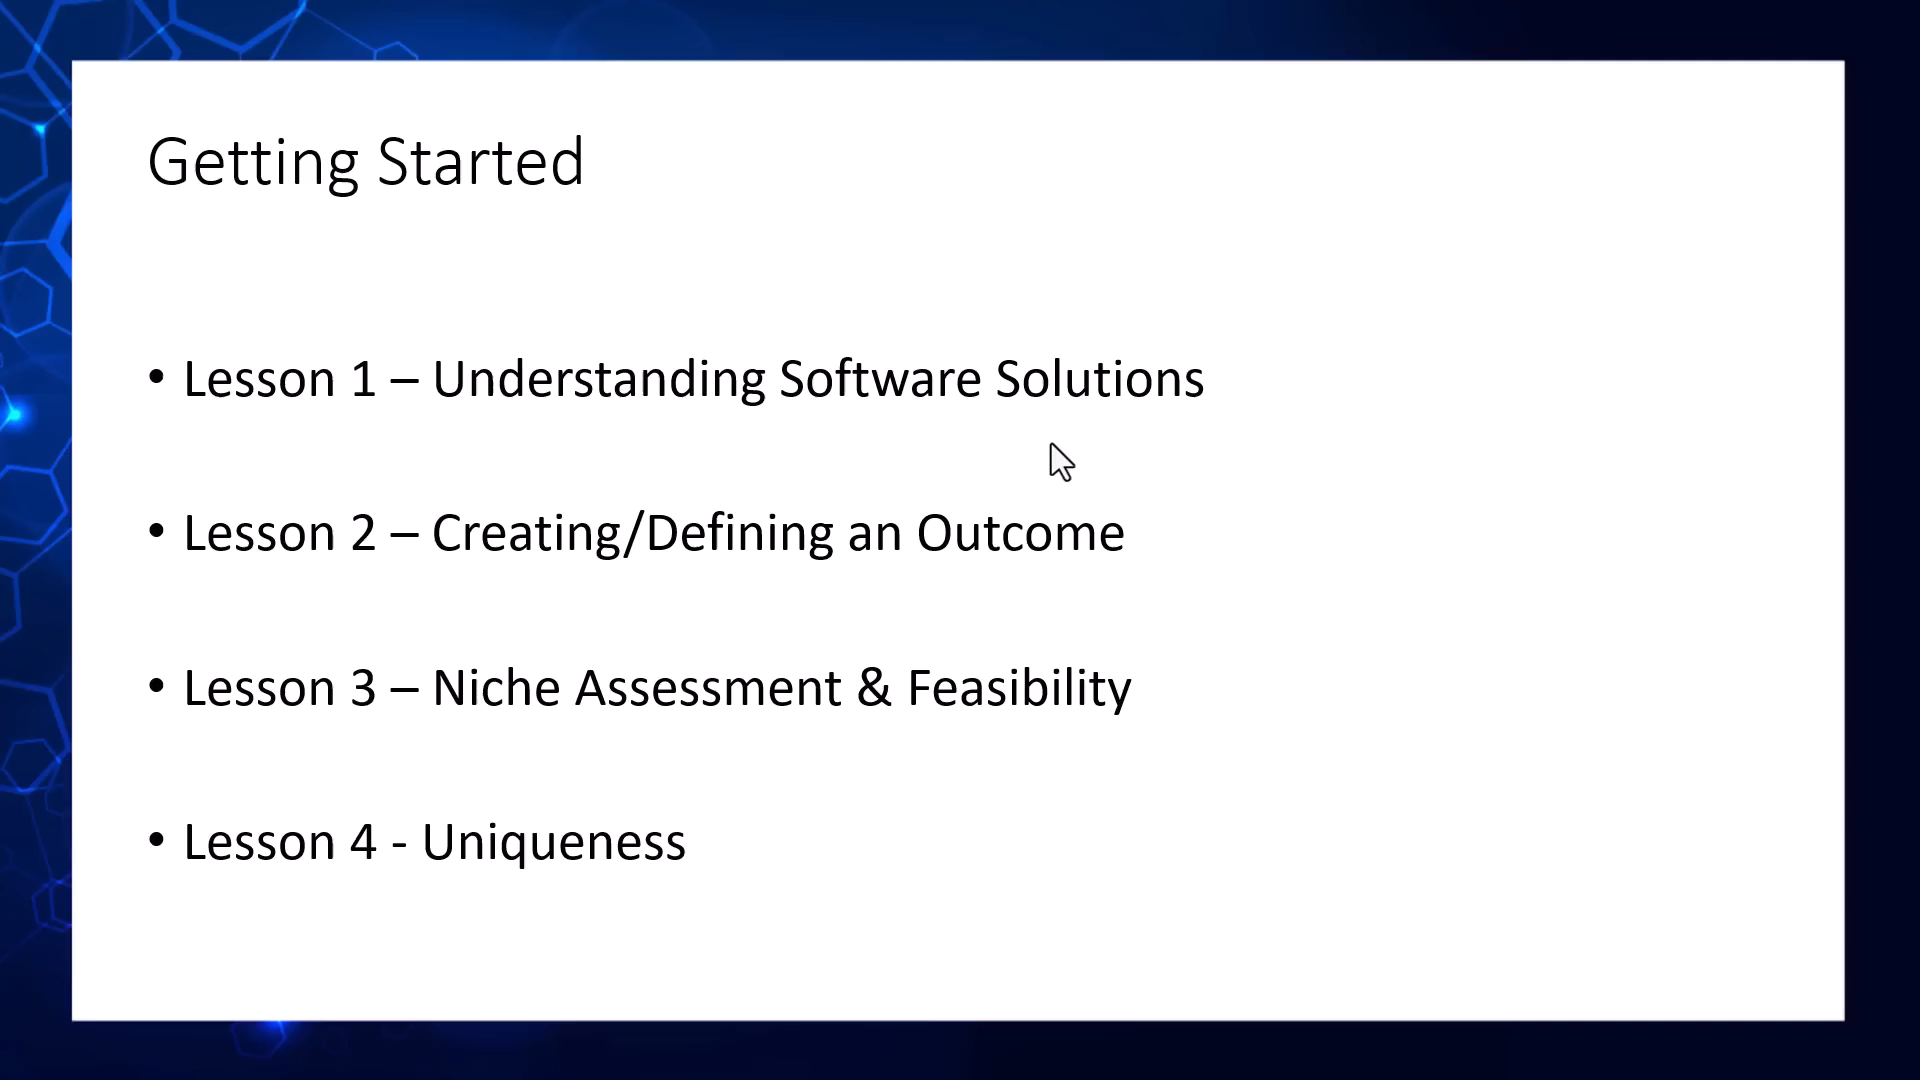 Getting Started
• Lesson 1 – Understanding Software Solutions
• Lesson 2 – Creating/Defining an Outcome
• Lesson 3 – Niche Assessment & Feasibility
• Lesson 4 - Uniqueness